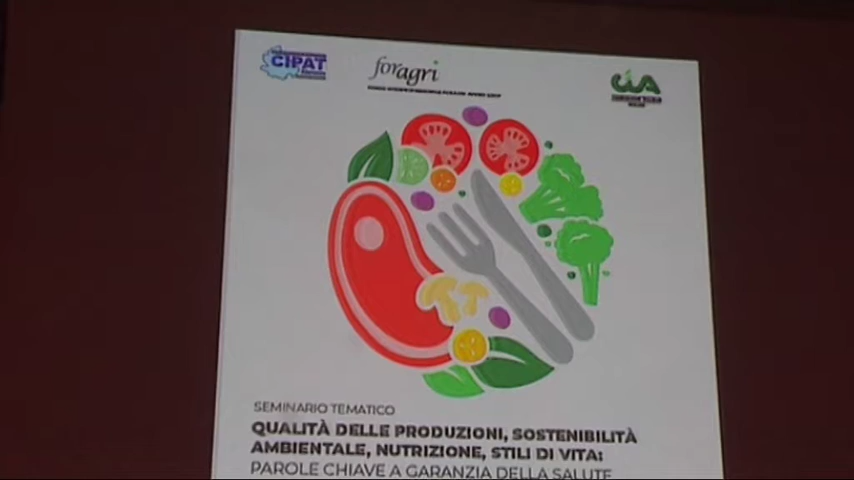 CIPAT
foragri
CIA
SEMINARIO TEMATICO
QUALITÀ DELLE PRODUZIONI, SOSTENIBILITÀ
AMBIENTALE, NUTRIZIONE, STILI DI VITA:
PAROLE CHIAVE A GARANZIA DELLA SALUTE